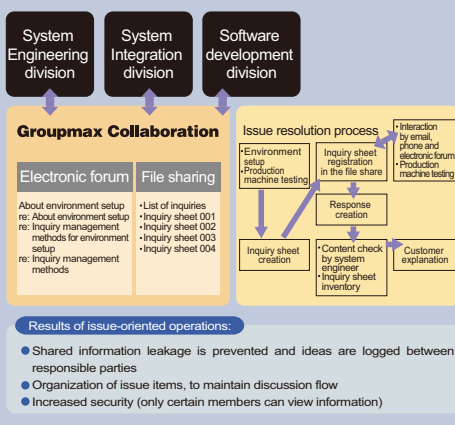 System
Engineering
division
System
Integration
division
Software
development
division
Groupmax Collaboration
Electronic forum
About environment setup
re: About environment setup
re: Inquiry management
methods for environment
setup
re: Inquiry management
methods
File sharing
•List of inquiries
•Inquiry sheet 001
•Inquiry sheet 002
•Inquiry sheet 003
•Inquiry sheet 004
Issue resolution process
•Environment
setup
•Production
machine testing
Inquiry sheet
creation
Inquiry sheet
registration
in the file share
•Interaction
by email,
phone and
electronic forum
•Production
machine testing
Response
creation
•Content check
by system
engineer
•Inquiry sheet
inventory
Customer
explanation
Results of issue-oriented operations:
●Shared information leakage is prevented and ideas are logged between
responsible parties
●Organization of issue items, to maintain discussion flow
●Increased security (only certain members can view information)